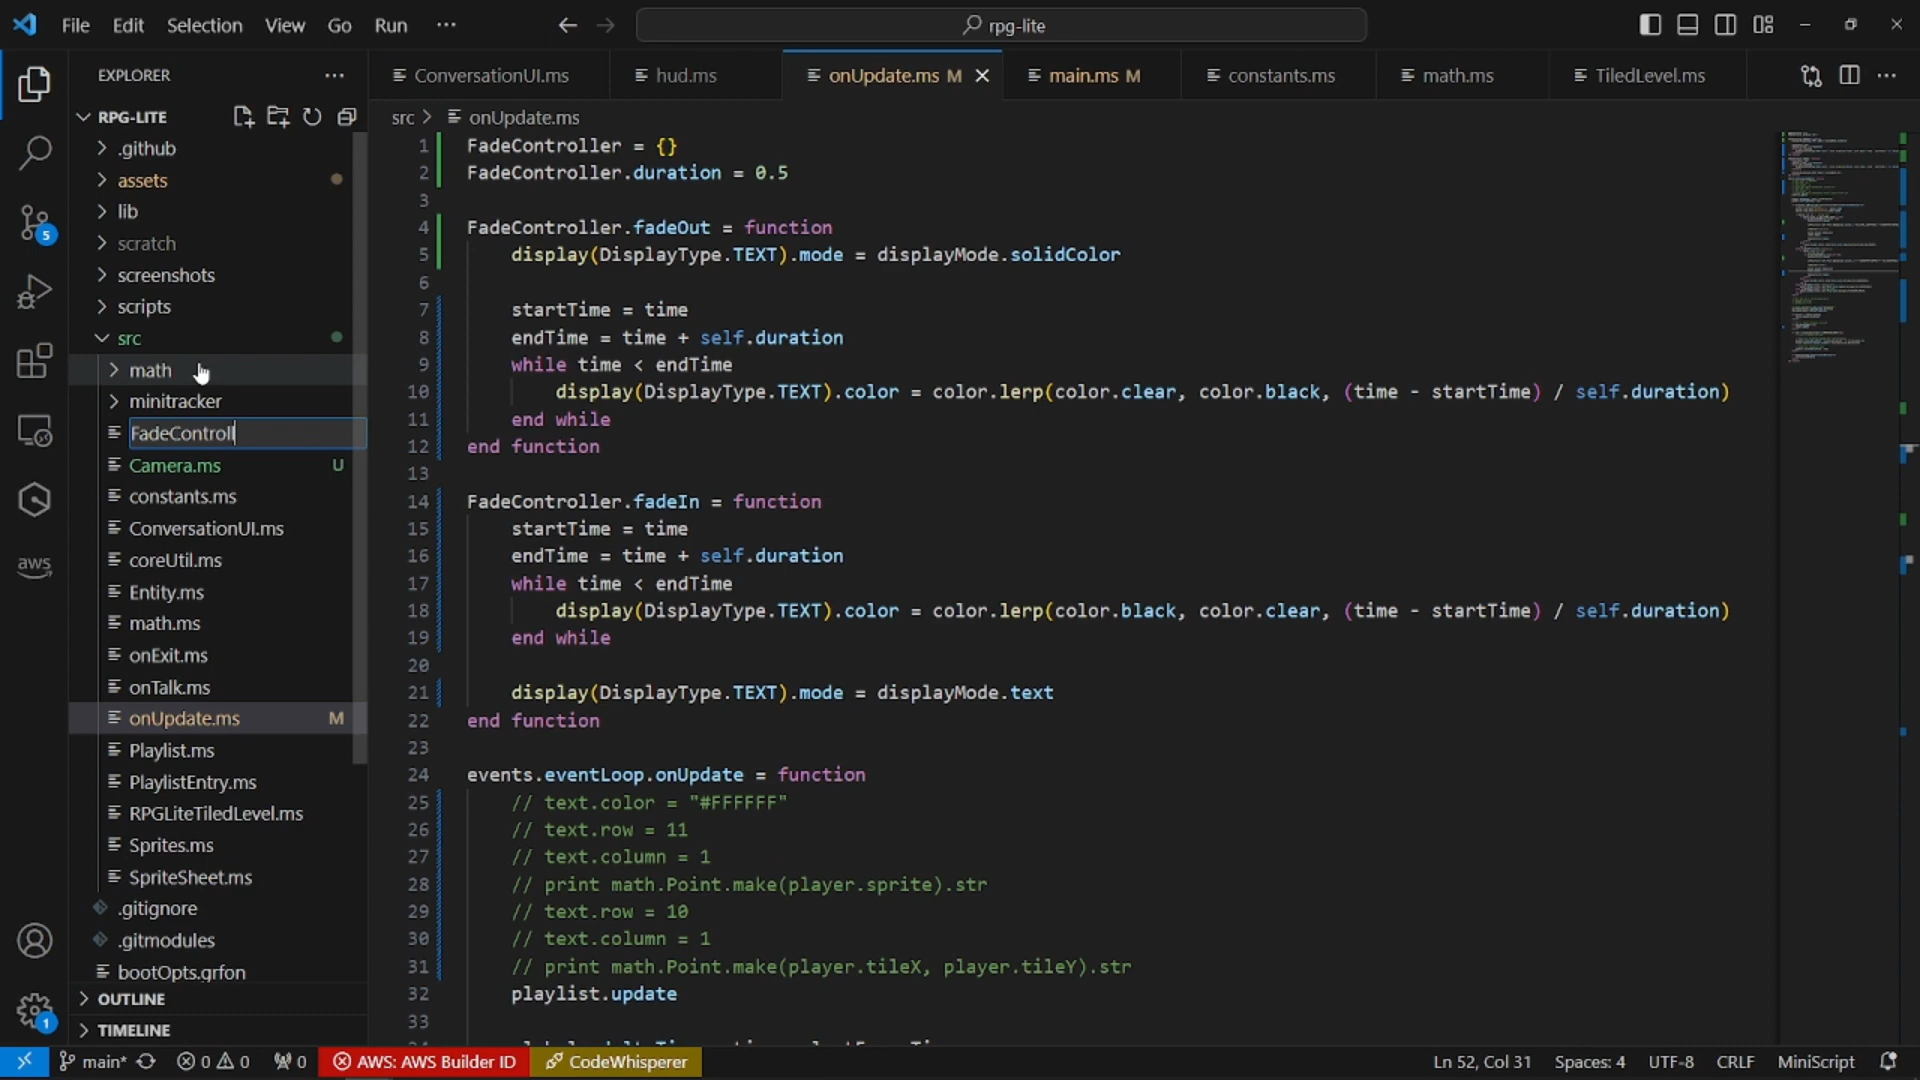 File Edit Selection View Go Run ··· rpg-lite
EXPLORER ···
RPG-LITE
.github
assets
lib
scratch
screenshots
scripts
src
math
minitracker
FadeControll
Camera.ms U
constants.ms
ConversationUI.ms
coreUtil.ms
Entity.ms
math.ms
onExit.ms
onTalk.ms
onUpdate.ms M
Playlist.ms
PlaylistEntry.ms
RPGLiteTiledLevel.ms
Sprites.ms
SpriteSheet.ms
.gitignore
.gitmodules
bootOpts.grfon
OUTLINE
TIMELINE
5
aws
1
ConversationUI.ms hud.ms onUpdate.ms M main.ms M constants.ms math.ms TiledLevel.ms
src > onUpdate.ms
1 FadeController = {}
2 FadeController.duration = 0.5
3
4 FadeController.fadeOut = function
5 display(DisplayType.TEXT).mode = displayMode.solidColor
6
7 startTime = time
8 endTime = time + self.duration
9 while time < endTime
10 display(DisplayType.TEXT).color = color.lerp(color.clear, color.black, (time - startTime) / self.duration)
11 end while
12 end function
13
14 FadeController.fadeIn = function
15 startTime = time
16 endTime = time + self.duration
17 while time < endTime
18 display(DisplayType.TEXT).color = color.lerp(color.black, color.clear, (time - startTime) / self.duration)
19 end while
20
21 display(DisplayType.TEXT).mode = displayMode.text
22 end function
23
24 events.eventLoop.onUpdate = function
25 // text.color = "#FFFFFF"
26 // text.row = 11
27 // text.column = 1
28 // print math.Point.make(player.sprite).str
29 // text.row = 10
30 // text.column = 1
31 // print math.Point.make(player.tileX, player.tileY).str
32 playlist.update
33
main* 0 0 0 AWS: AWS Builder ID CodeWhisperer Ln 52, Col 31 Spaces: 4 UTF-8 CRLF MiniScript